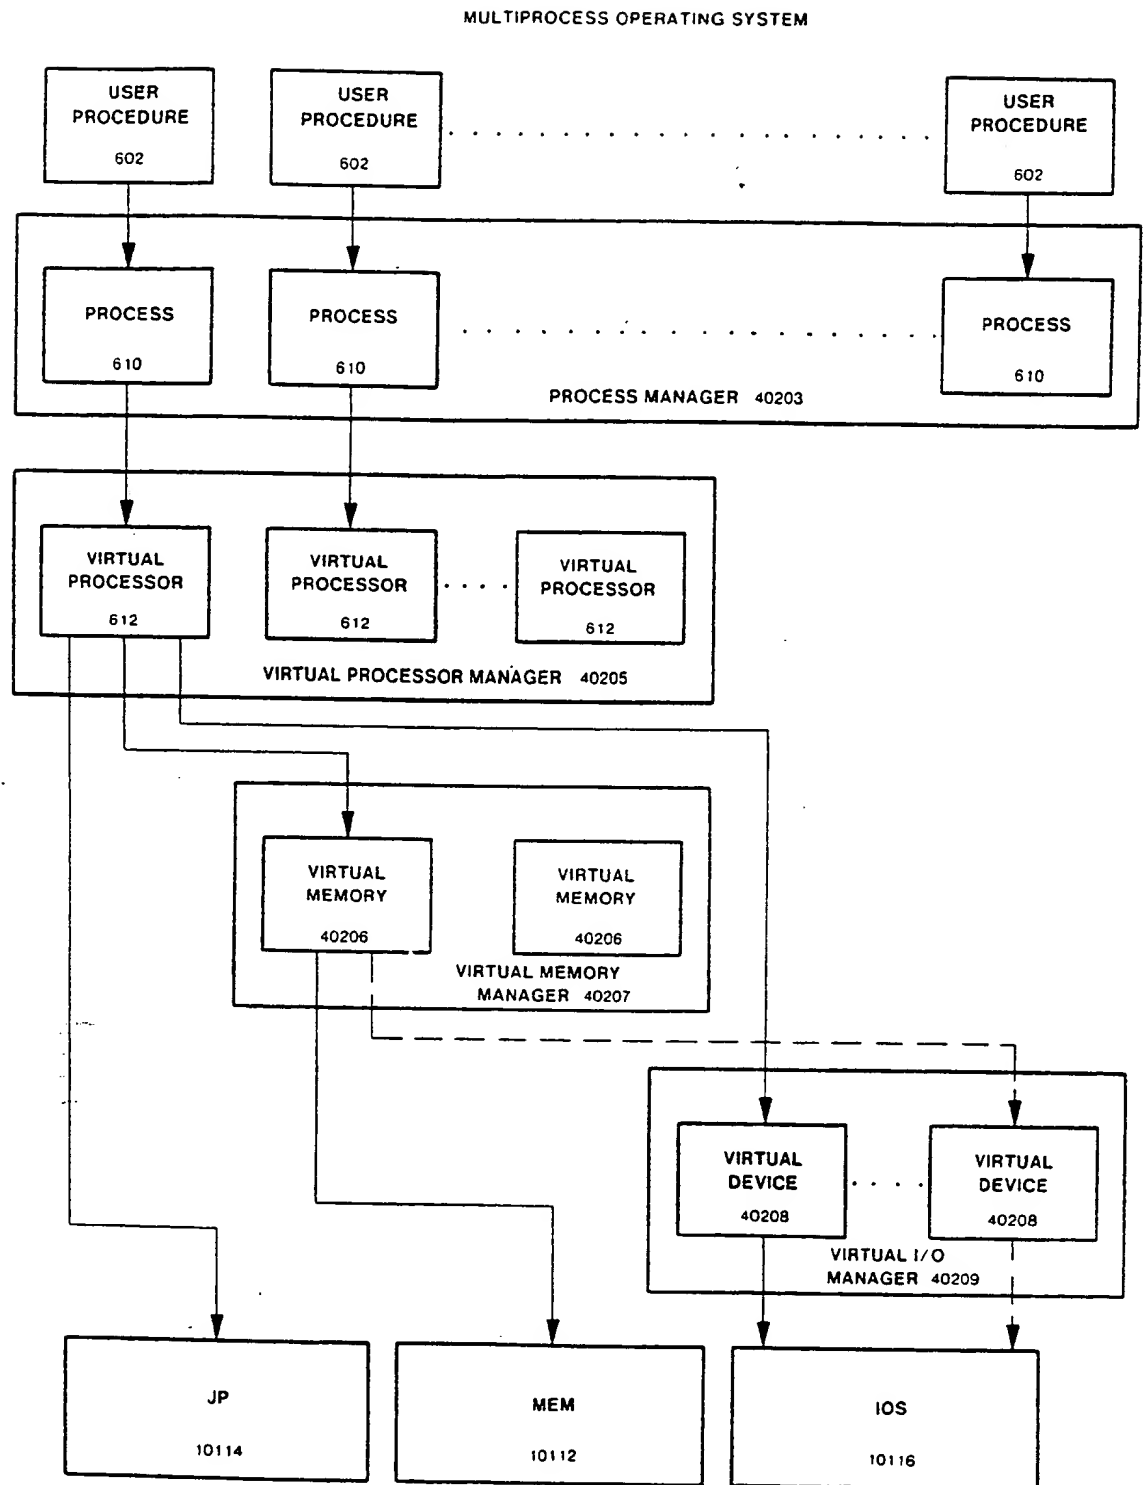 MULTIPROCESS OPERATING SYSTEM
USER
PROCEDURE
602
USER
PROCEDURE
602
USER
PROCEDURE
602
PROCESS
610
PROCESS
610
PROCESS
610
PROCESS MANAGER 40203
VIRTUAL
PROCESSOR
612
VIRTUAL
PROCESSOR
612
VIRTUAL
PROCESSOR
612
VIRTUAL PROCESSOR MANAGER 40205
VIRTUAL
MEMORY
40206
VIRTUAL
MEMORY
40206
VIRTUAL MEMORY
MANAGER 40207
VIRTUAL
DEVICE
40208
VIRTUAL
DEVICE
40208
VIRTUAL I/O
MANAGER 40209
JP
10114
MEM
10112
IOS
10116